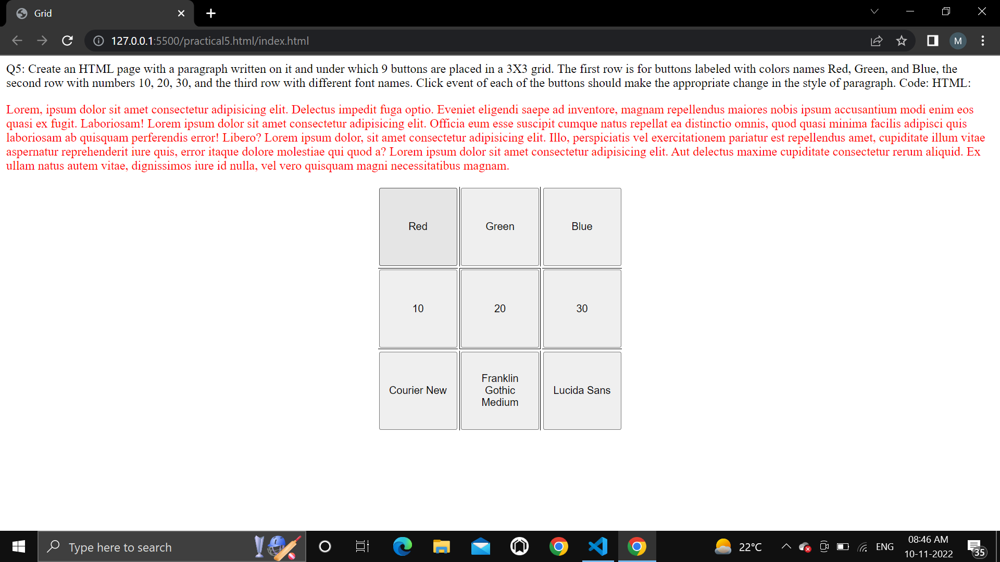 Grid
127.0.0.1:5500/practical5.html/index.html
M
Q5: Create an HTML page with a paragraph written on it and under which 9 buttons are placed in a 3X3 grid. The first row is for buttons labeled with colors names Red, Green, and Blue, the
second row with numbers 10, 20, 30, and the third row with different font names. Click event of each of the buttons should make the appropriate change in the style of paragraph. Code: HTML:
Lorem, ipsum dolor sit amet consectetur adipisicing elit. Delectus impedit fuga optio. Eveniet eligendi saepe ad inventore, magnam repellendus maiores nobis ipsum accusantium modi enim eos
quasi ex fugit. Laboriosam! Lorem ipsum dolor sit amet consectetur adipisicing elit. Officia eum esse suscipit cumque natus repellat ea distinctio omnis, quod quasi minima facilis adipisci quis
laboriosam ab quisquam perferendis error! Libero? Lorem ipsum dolor, sit amet consectetur adipisicing elit. Illo, perspiciatis vel exercitationem pariatur est repellendus amet, cupiditate illum vitae
aspernatur reprehenderit iure quis, error itaque dolore molestiae qui quod a? Lorem ipsum dolor sit amet consectetur adipisicing elit. Aut delectus maxime cupiditate consectetur rerum aliquid. Ex
ullam natus autem vitae, dignissimos iure id nulla, vel vero quisquam magni necessitatibus magnam.
Red
Green
Blue
10
20
30
Courier New
Franklin
Gothic
Medium
Lucida Sans
Type here to search
22°C
ENG
08:46 AM
10-11-2022
35